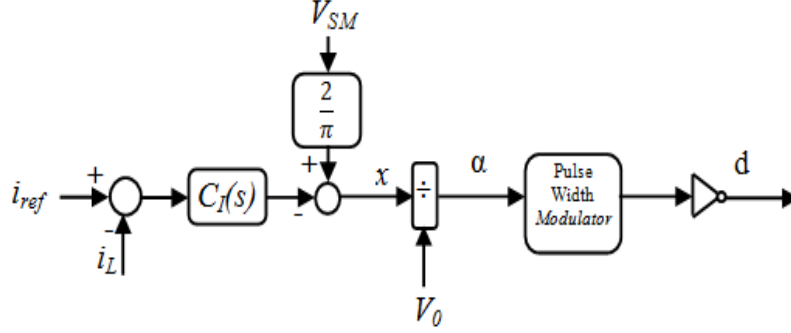 V_SM
2
π
+
i_ref
+
-
C_I(s)
-
x
÷
α
Pulse
Width
Modulator
d
i_L
V_0